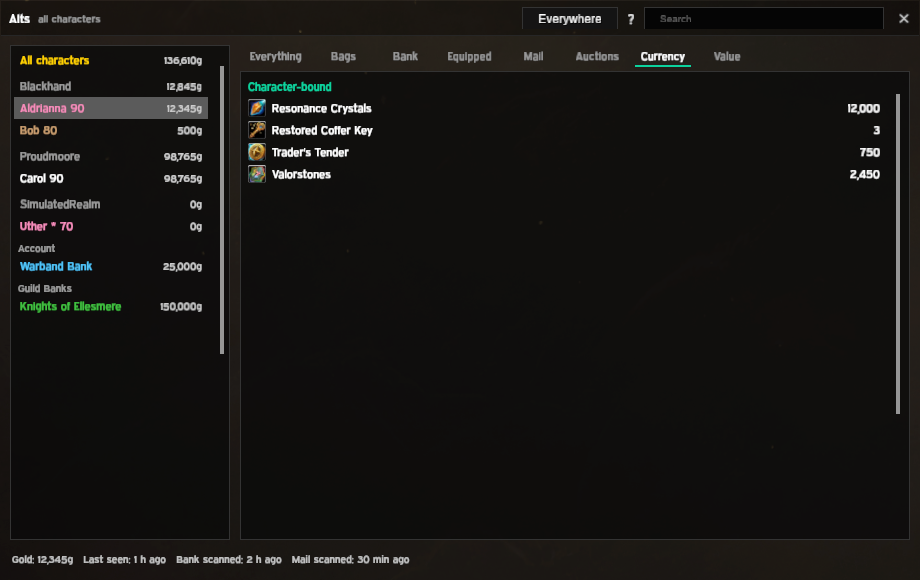 Alts all characters Everywhere ? Search ×
All characters 136,610g
Blackhand 12,845g
Aldrianna 90 12,345g
Bob 80 500g
Proudmoore 98,765g
Carol 90 98,765g
SimulatedRealm 0g
Uther * 70 0g
Account
Warband Bank 25,000g
Guild Banks
Knights of Ellesmere 150,000g
Everything Bags Bank Equipped Mail Auctions Currency Value
Character-bound
Resonance Crystals 12,000
Restored Coffer Key 3
Trader's Tender 750
Valorstones 2,450
Gold: 12,345g Last seen: 1 h ago Bank scanned: 2 h ago Mail scanned: 30 min ago